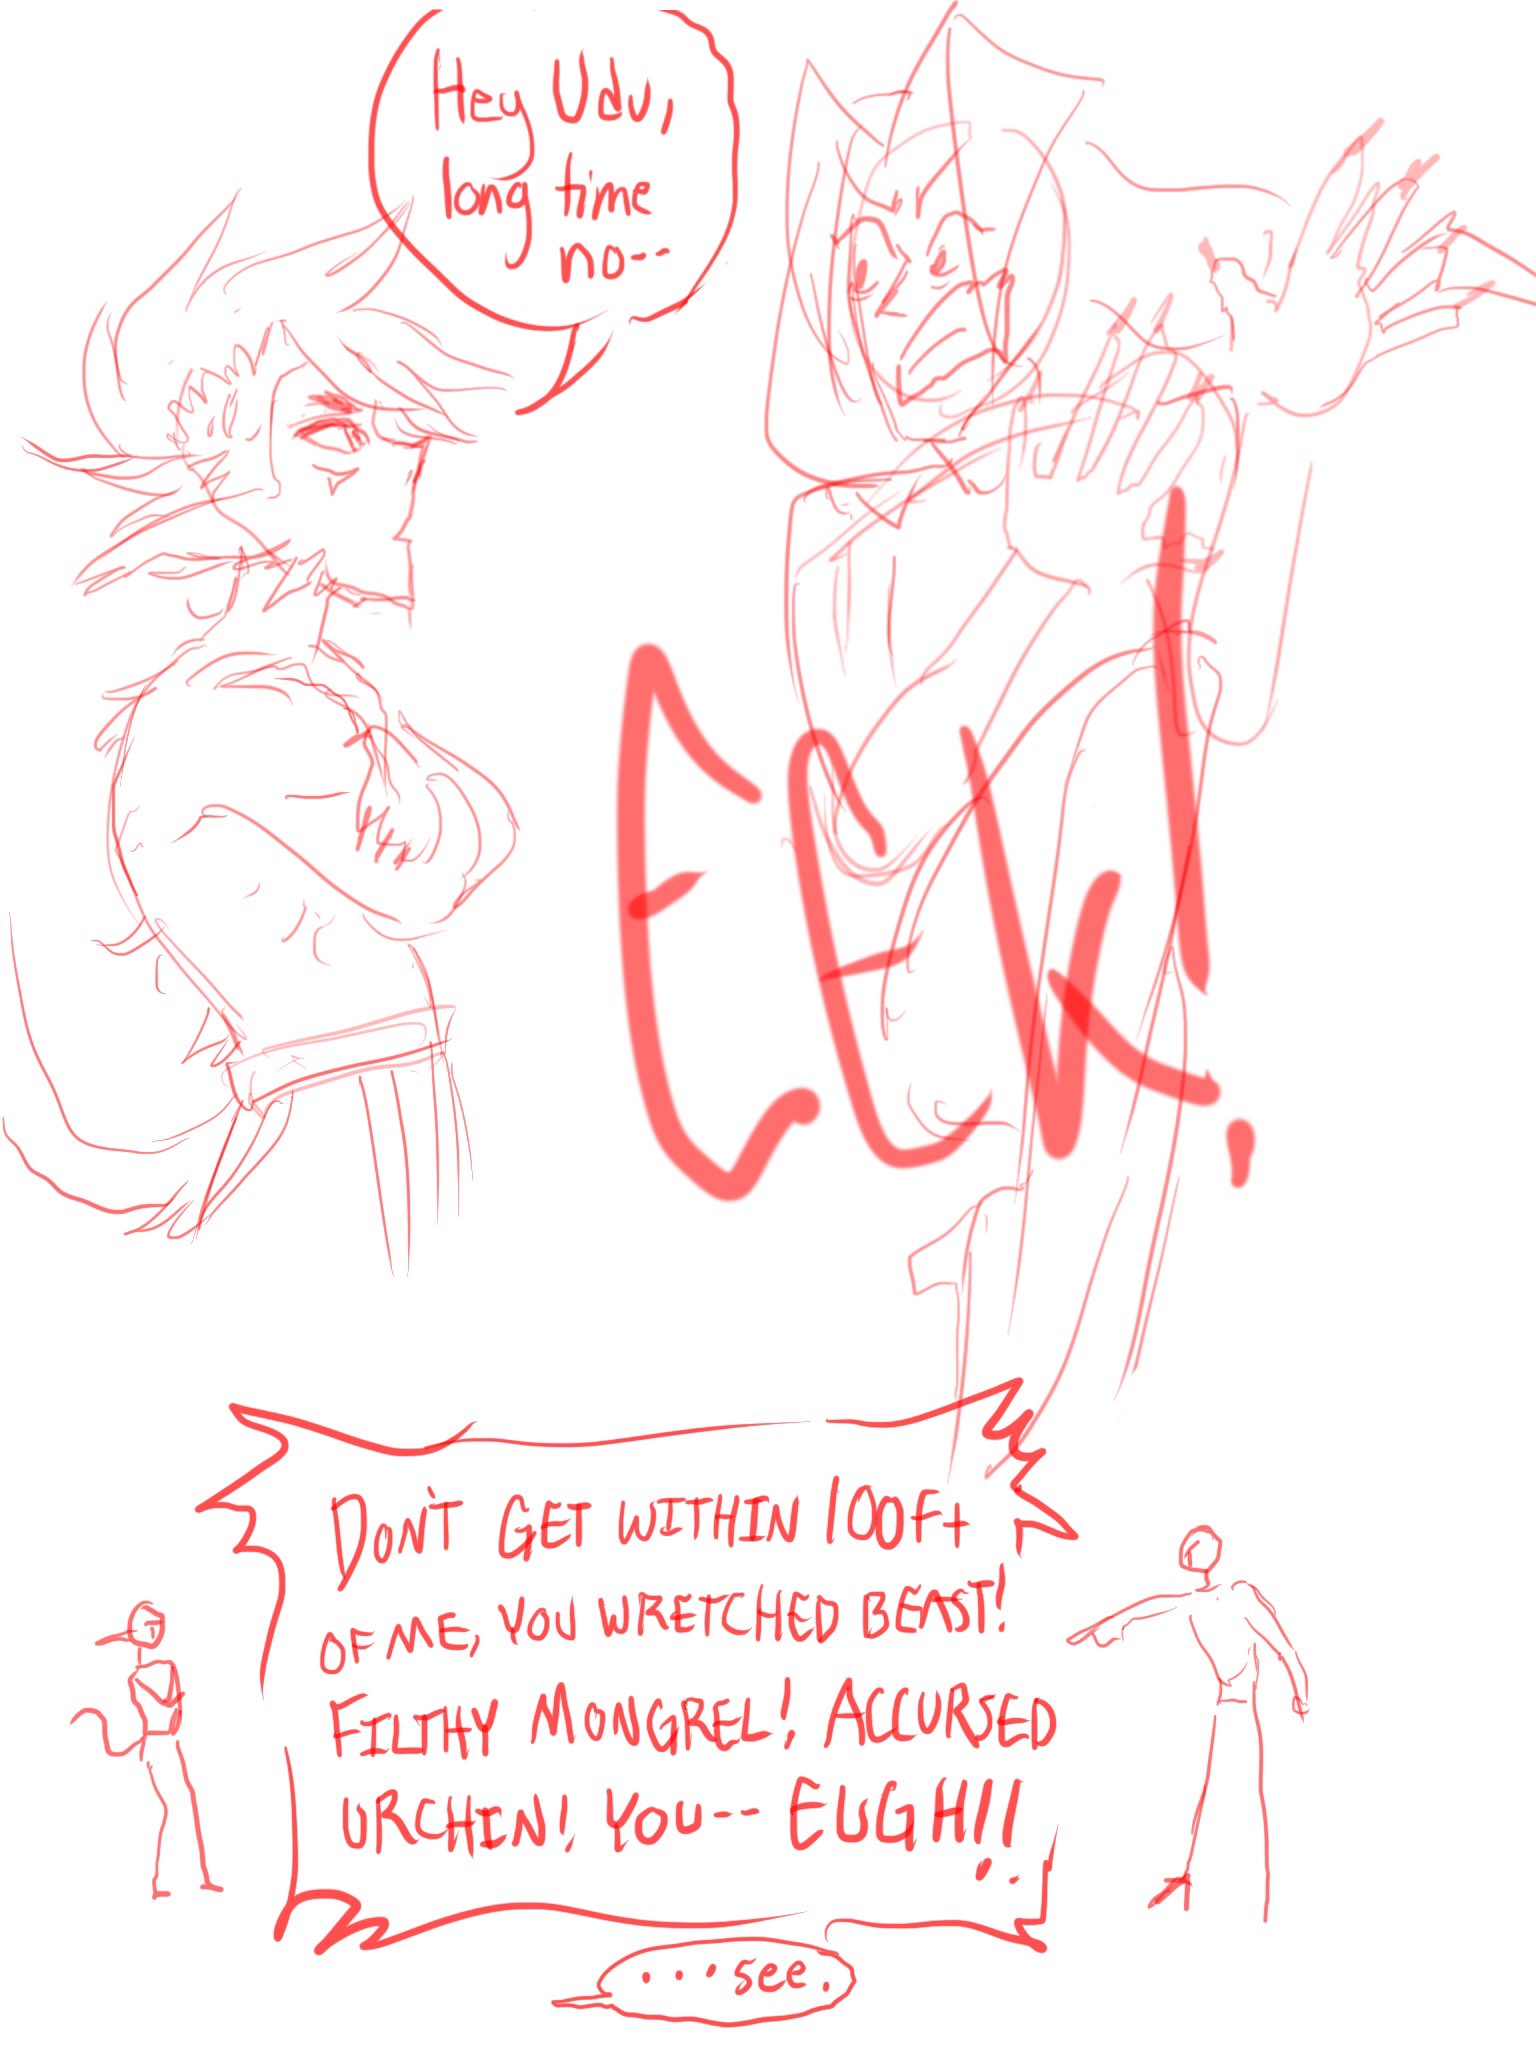 Hey Udu,
long time
no--
EEK!
DON'T GET WITHIN 100Ft
OF ME, YOU WRETCHED BEAST!
FILTHY MONGREL! ACCURSED
URCHIN! YOU-- EUGH!!
...see.